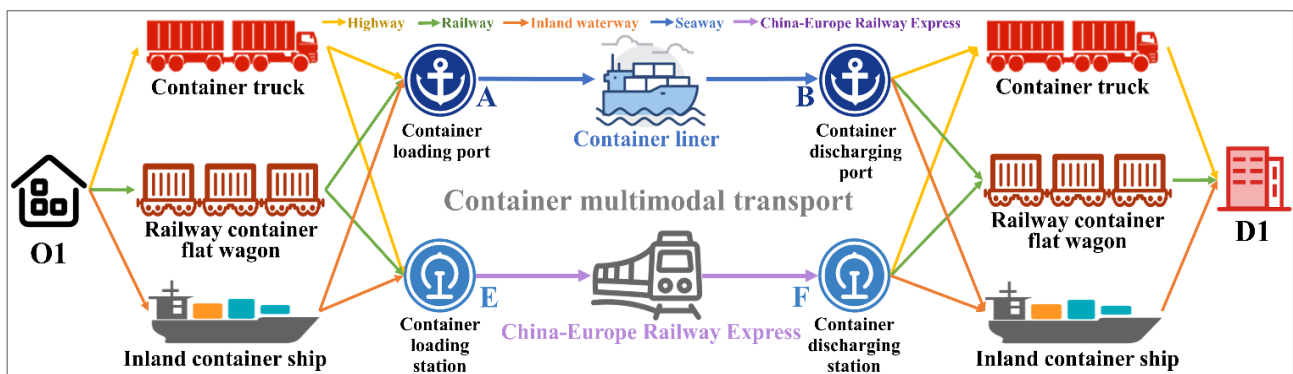 Highway
Railway
Inland waterway
Seaway
China-Europe Railway Express
Container truck
A
B
Container truck
Container
loading port
Container liner
Container
discharging
port
Railway container
flat wagon
Container multimodal transport
Railway container
flat wagon
O1
D1
E
F
Inland container ship
Container
loading
station
China-Europe Railway Express
Container
discharging
station
Inland container ship